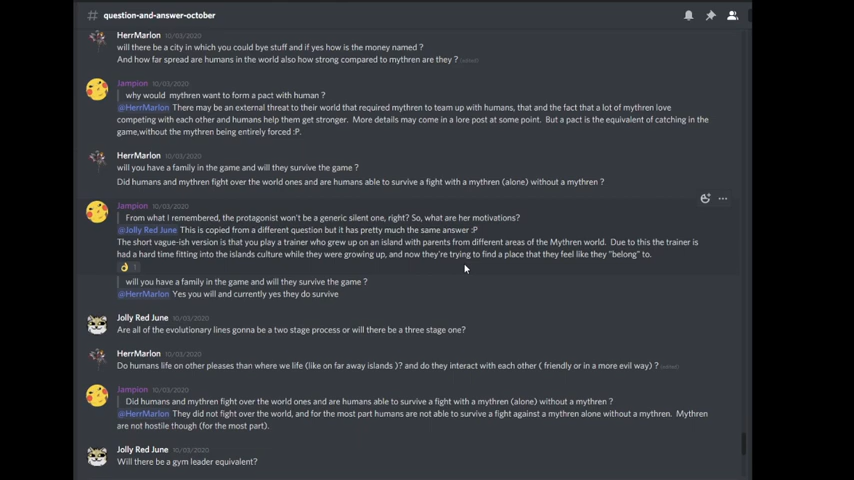 # question-and-answer-october
HerrMarlon 10/03/2020
will there be a city in which you could bye stuff and if yes how is the money named ?
And how far spread are humans in the world also how strong compared to mythren are they ? (edited)
Jampion 10/03/2020
why would mythren want to form a pact with human ?
@HerrMarlon There may be an external threat to their world that required mythren to team up with humans, that and the fact that a lot of mythren love
competing with each other and humans help them get stronger. More details may come in a lore post at some point. But a pact is the equivalent of catching in the
game,without the mythren being entirely forced :P.
HerrMarlon 10/03/2020
will you have a family in the game and will they survive the game ?
Did humans and mythren fight over the world ones and are humans able to survive a fight with a mythren (alone) without a mythren ?
Jampion 10/03/2020
From what I remembered, the protagonist won't be a generic silent one, right? So, what are her motivations?
@Jolly Red June This is copied from a different question but it has pretty much the same answer :P
The short vague-ish version is that you play a trainer who grew up on an island with parents from different areas of the Mythren world. Due to this the trainer is
had a hard time fitting into the islands culture while they were growing up, and now they're trying to find a place that they feel like they "belong" to.
1
will you have a family in the game and will they survive the game ?
@HerrMarlon Yes you will and currently yes they do survive
Jolly Red June 10/03/2020
Are all of the evolutionary lines gonna be a two stage process or will there be a three stage one?
HerrMarlon 10/03/2020
Do humans life on other pleases than where we life (like on far away islands )? and do they interact with each other ( friendly or in a more evil way) ? (edited)
Jampion 10/03/2020
Did humans and mythren fight over the world ones and are humans able to survive a fight with a mythren (alone) without a mythren ?
@HerrMarlon They did not fight over the world, and for the most part humans are not able to survive a fight against a mythren alone without a mythren. Mythren
are not hostile though (for the most part).
Jolly Red June 10/03/2020
Will there be a gym leader equivalent?